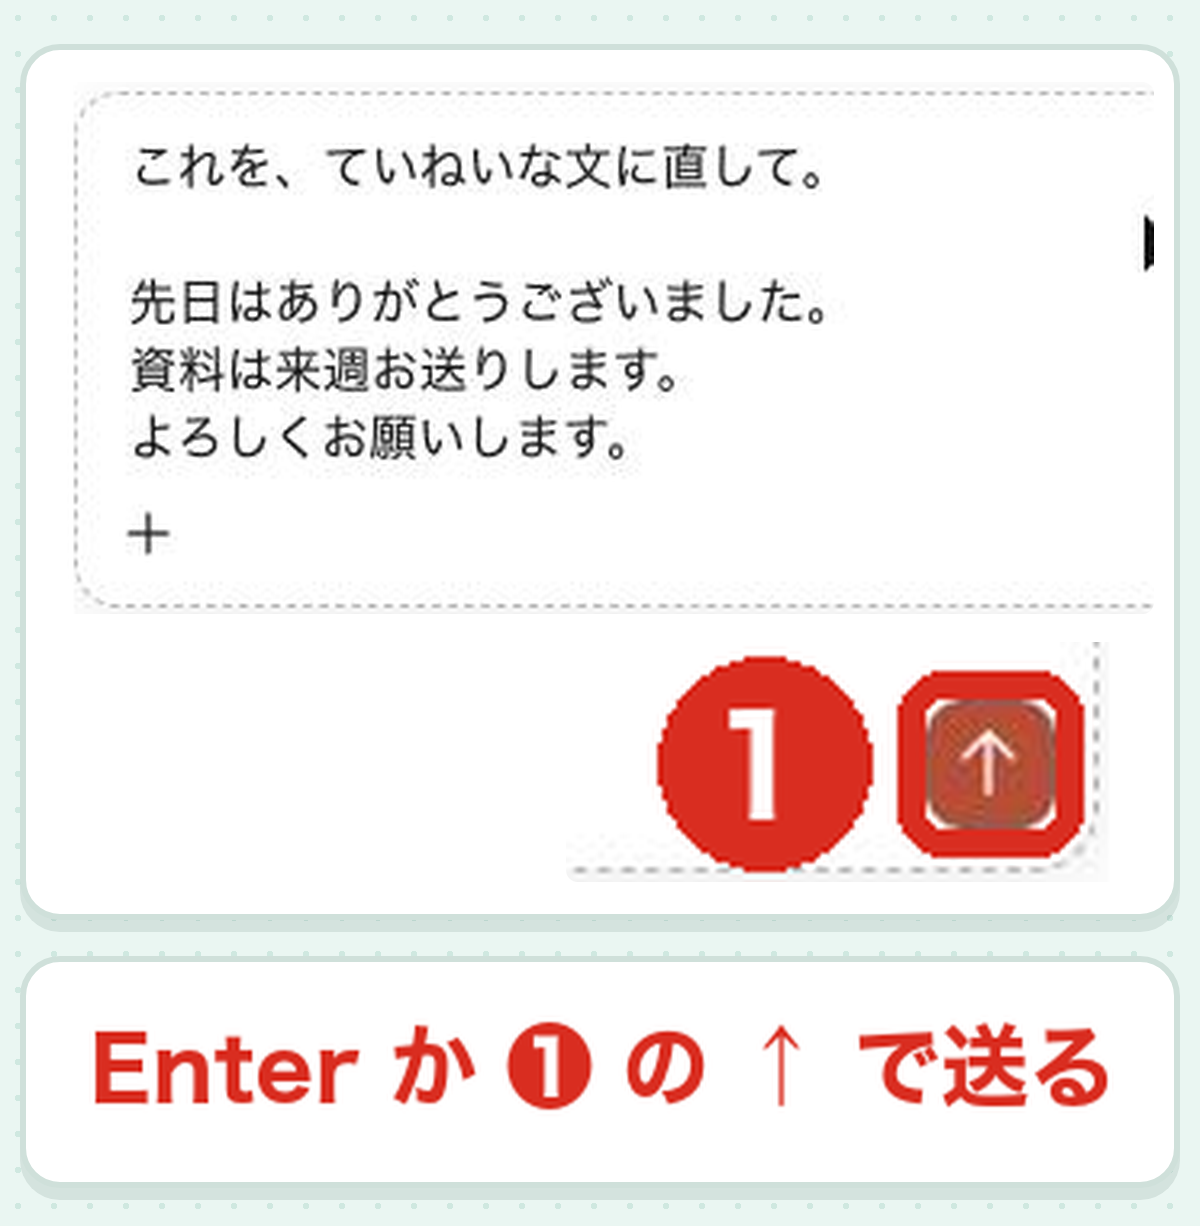 これを、ていねいな文に直して。
先日はありがとうございました。
資料は来週お送りします。
よろしくお願いします。
+
1 ↑
Enter か ❶ の ↑ で送る